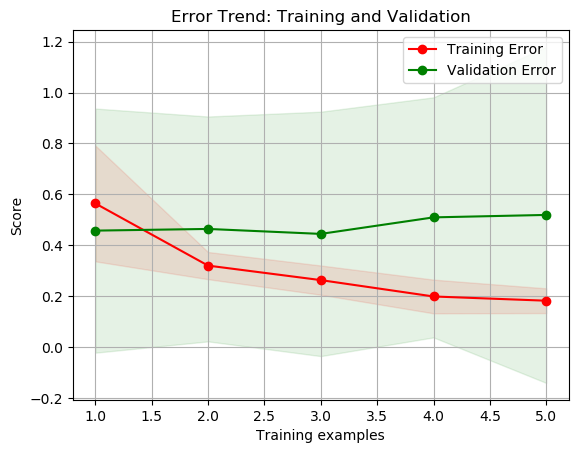 Error Trend: Training and Validation
Training Error
Validation Error
Score
1.2
1.0
0.8
0.6
0.4
0.2
0.0
−0.2
1.0 1.5 2.0 2.5 3.0 3.5 4.0 4.5 5.0
Training examples